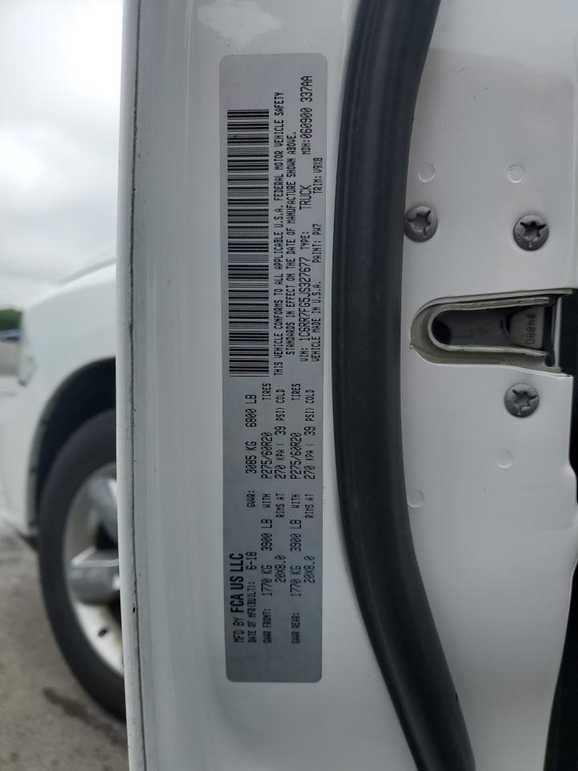 MFD BY FCA US LLC
DATE OF MFR(BUILT): 6-18 GVWR: 3085 KG 6800 LB
GAWR FRONT: 1770 KG 3900 LB WITH P275/60R20 TIRES
20X8.0 RIMS AT 270 KPA ( 39 PSI) COLD
GAWR REAR: 1770 KG 3900 LB WITH P275/60R20 TIRES
20X8.0 RIMS AT 270 KPA ( 39 PSI) COLD
THIS VEHICLE CONFORMS TO ALL APPLICABLE U.S.A. FEDERAL MOTOR VEHICLE SAFETY
STANDARDS IN EFFECT ON THE DATE OF MANUFACTURE SHOWN ABOVE.
VIN: 1C6RR7FG5JS327677 TYPE: TRUCK MDH:060900 337AA
VEHICLE MADE IN U.S.A. PAINT: PW7 TRIM: V9X8